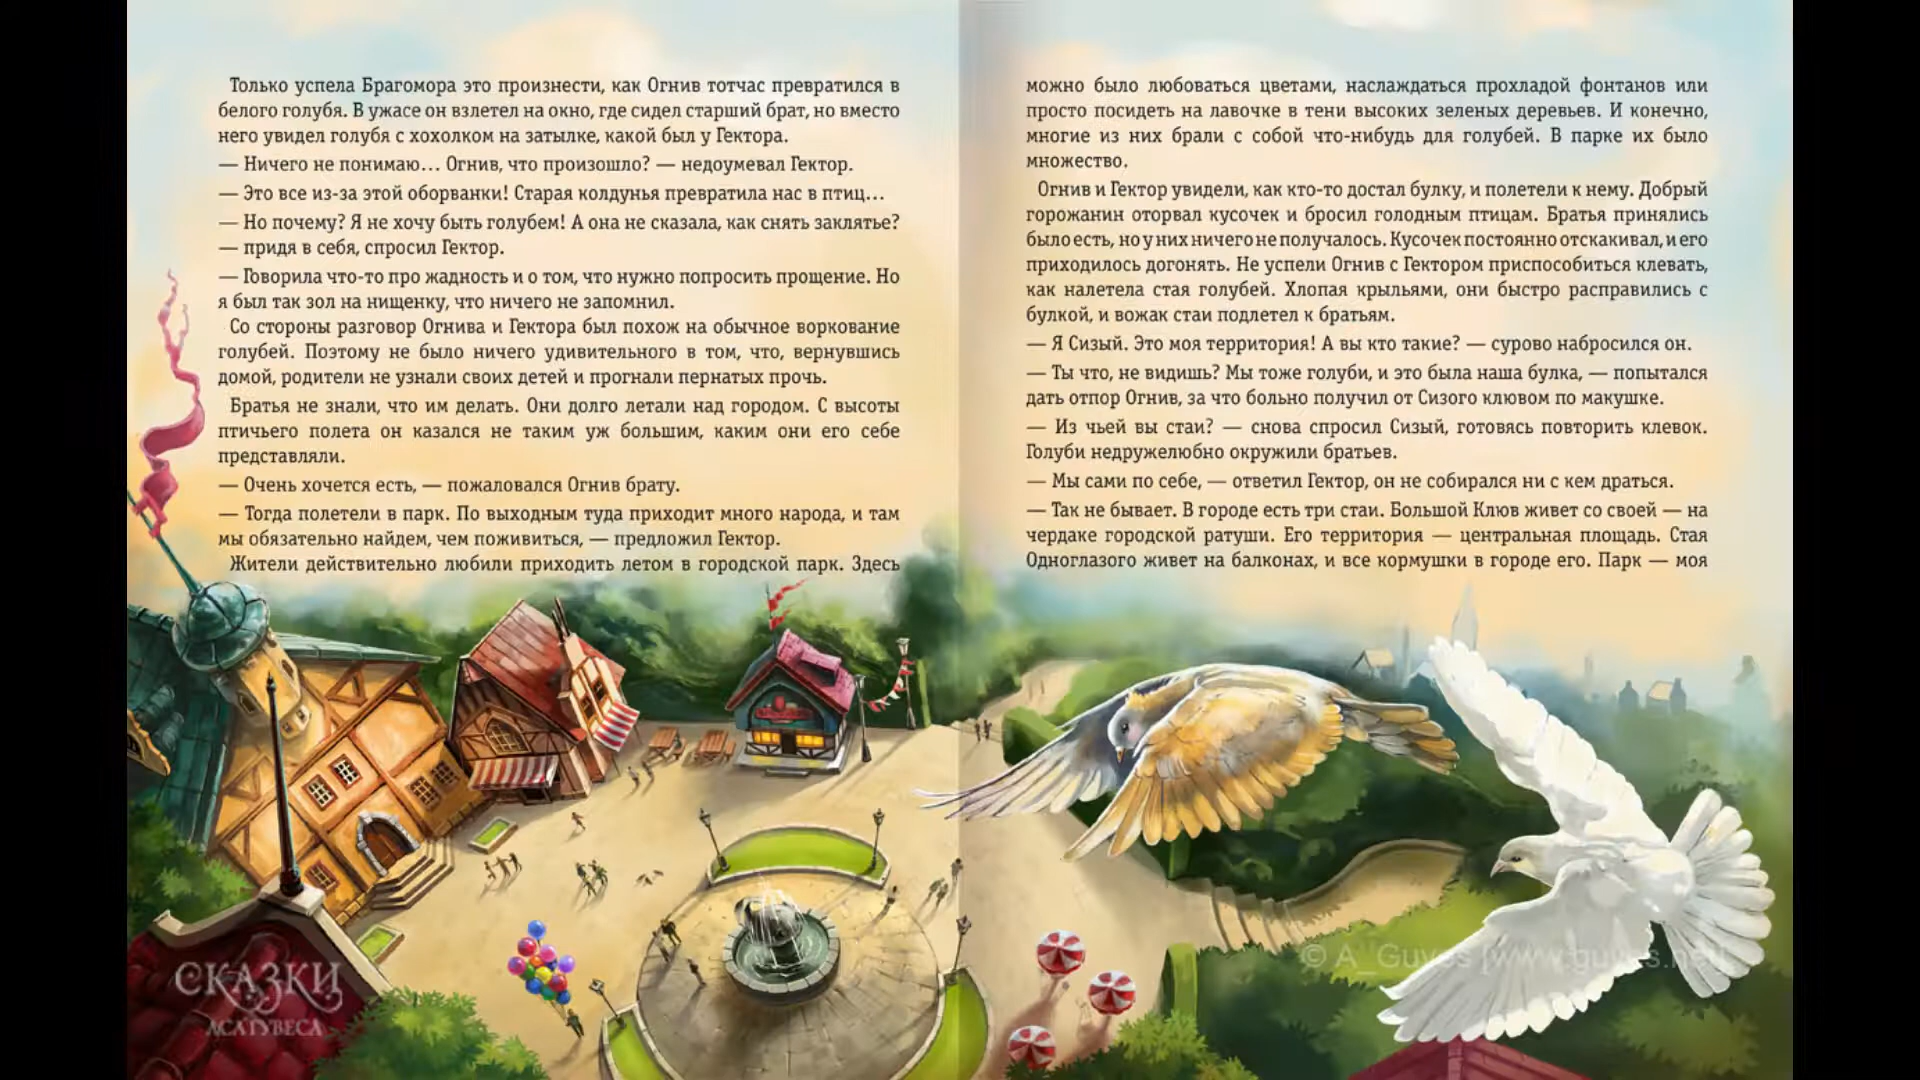 Только успела Брагомора это произнести, как Огнив тотчас превратился в
белого голубя. В ужасе он взлетел на окно, где сидел старший брат, но вместо
него увидел голубя с хохолком на затылке, какой был у Гектора.
— Ничего не понимаю… Огнив, что произошло? — недоумевал Гектор.
— Это все из-за этой оборванки! Старая колдунья превратила нас в птиц…
— Но почему? Я не хочу быть голубем! А она не сказала, как снять заклятье?
— придя в себя, спросил Гектор.
— Говорила что-то про жадность и о том, что нужно попросить прощение. Но
я был так зол на нищенку, что ничего не запомнил.
Со стороны разговор Огнива и Гектора был похож на обычное воркование
голубей. Поэтому не было ничего удивительного в том, что, вернувшись
домой, родители не узнали своих детей и прогнали пернатых прочь.
Братья не знали, что им делать. Они долго летали над городом. С высоты
птичьего полета он казался не таким уж большим, каким они его себе
представляли.
— Очень хочется есть, — пожаловался Огнив брату.
— Тогда полетели в парк. По выходным туда приходит много народа, и там
мы обязательно найдем, чем поживиться, — предложил Гектор.
Жители действительно любили приходить летом в городской парк. Здесь
можно было любоваться цветами, наслаждаться прохладой фонтанов или
просто посидеть на лавочке в тени высоких зеленых деревьев. И конечно,
многие из них брали с собой что-нибудь для голубей. В парке их было
множество.
Огнив и Гектор увидели, как кто-то достал булку, и полетели к нему. Добрый
горожанин оторвал кусочек и бросил голодным птицам. Братья принялись
было есть, но у них ничего не получалось. Кусочек постоянно отскакивал, и его
приходилось догонять. Не успели Огнив с Гектором приспособиться клевать,
как налетела стая голубей. Хлопая крыльями, они быстро расправились с
булкой, и вожак стаи подлетел к братьям.
— Я Сизый. Это моя территория! А вы кто такие? — сурово набросился он.
— Ты что, не видишь? Мы тоже голуби, и это была наша булка, — попытался
дать отпор Огнив, за что больно получил от Сизого клювом по макушке.
— Из чьей вы стаи? — снова спросил Сизый, готовясь повторить клевок.
Голуби недружелюбно окружили братьев.
— Мы сами по себе, — ответил Гектор, он не собирался ни с кем драться.
— Так не бывает. В городе есть три стаи. Большой Клюв живет со своей — на
чердаке городской ратуши. Его территория — центральная площадь. Стая
Одноглазого живет на балконах, и все кормушки в городе его. Парк — моя
СКАЗКИ
АСАГУВЕСА
© A_Guves |www.guves.net|